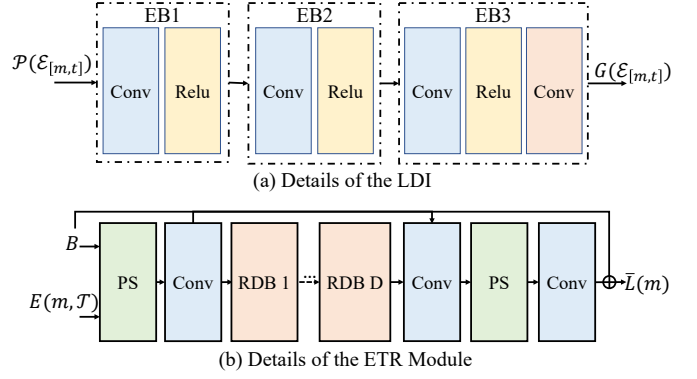 EB1 EB2 EB3
𝒫(ℰ[m,t]) Conv Relu Conv Relu Conv Relu Conv G(ℰ[m,t])
(a) Details of the LDI
B
E(m, 𝒯) PS Conv RDB 1 ... RDB D Conv PS Conv L̄(m)
(b) Details of the ETR Module